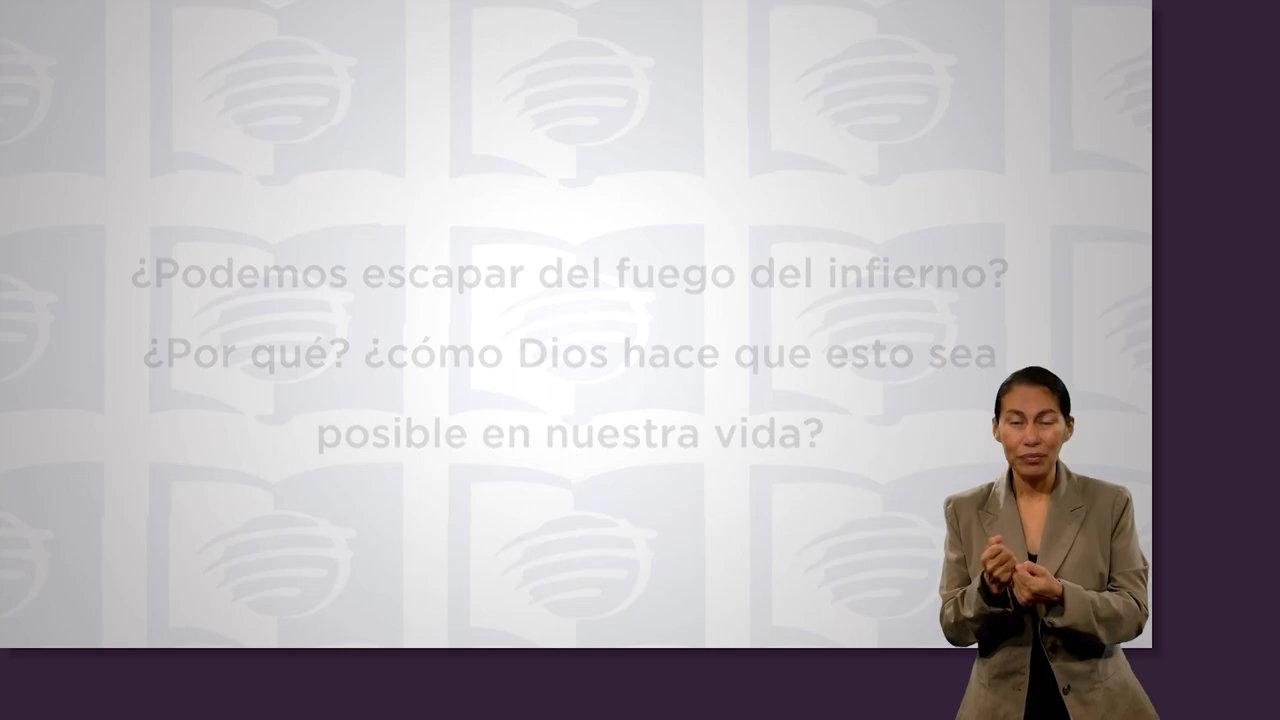 ¿Podemos escapar del fuego del infierno?
¿Por qué? ¿cómo Dios hace que esto sea
posible en nuestra vida?